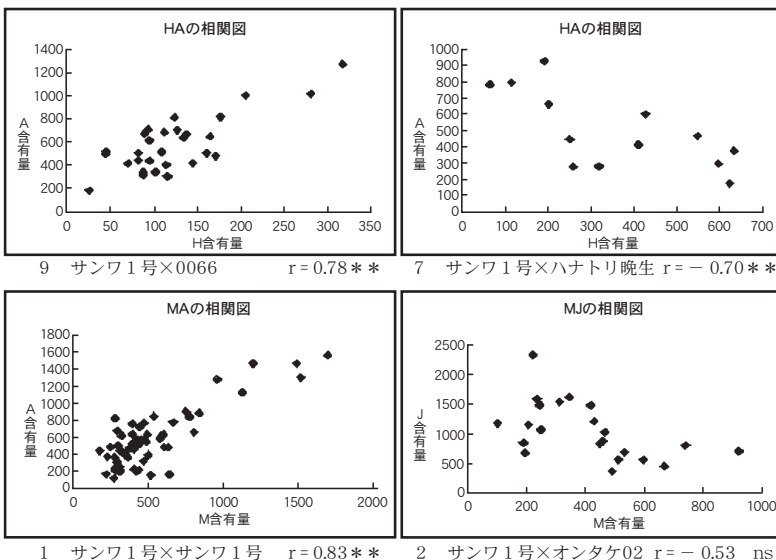 HAの相関図
1400
1200
1000
800
600
400
200
0
A含有量
0 50 100 150 200 250 300 350
H含有量
9 サンワ1号×0066 r=0.78**
HAの相関図
1000
900
800
700
600
500
400
300
200
100
0
A含有量
0 100 200 300 400 500 600 700
H含有量
7 サンワ1号×ハナトリ晩生 r=−0.70**
MAの相関図
1800
1600
1400
1200
1000
800
600
400
200
0
A含有量
0 500 1000 1500 2000
M含有量
1 サンワ1号×サンワ1号 r=0.83**
MJの相関図
2500
2000
1500
1000
500
0
J含有量
0 200 400 600 800 1000
M含有量
2 サンワ1号×オンタケ02 r=−0.53 ns